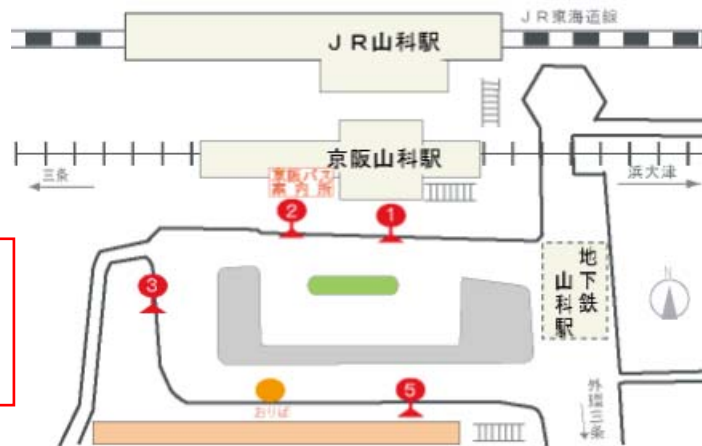 JR東海道線
JR山科駅
京阪山科駅
三条
浜大津
京阪バス
案内所
2
1
地下鉄
山科駅
N
3
5
おりば
外環三条